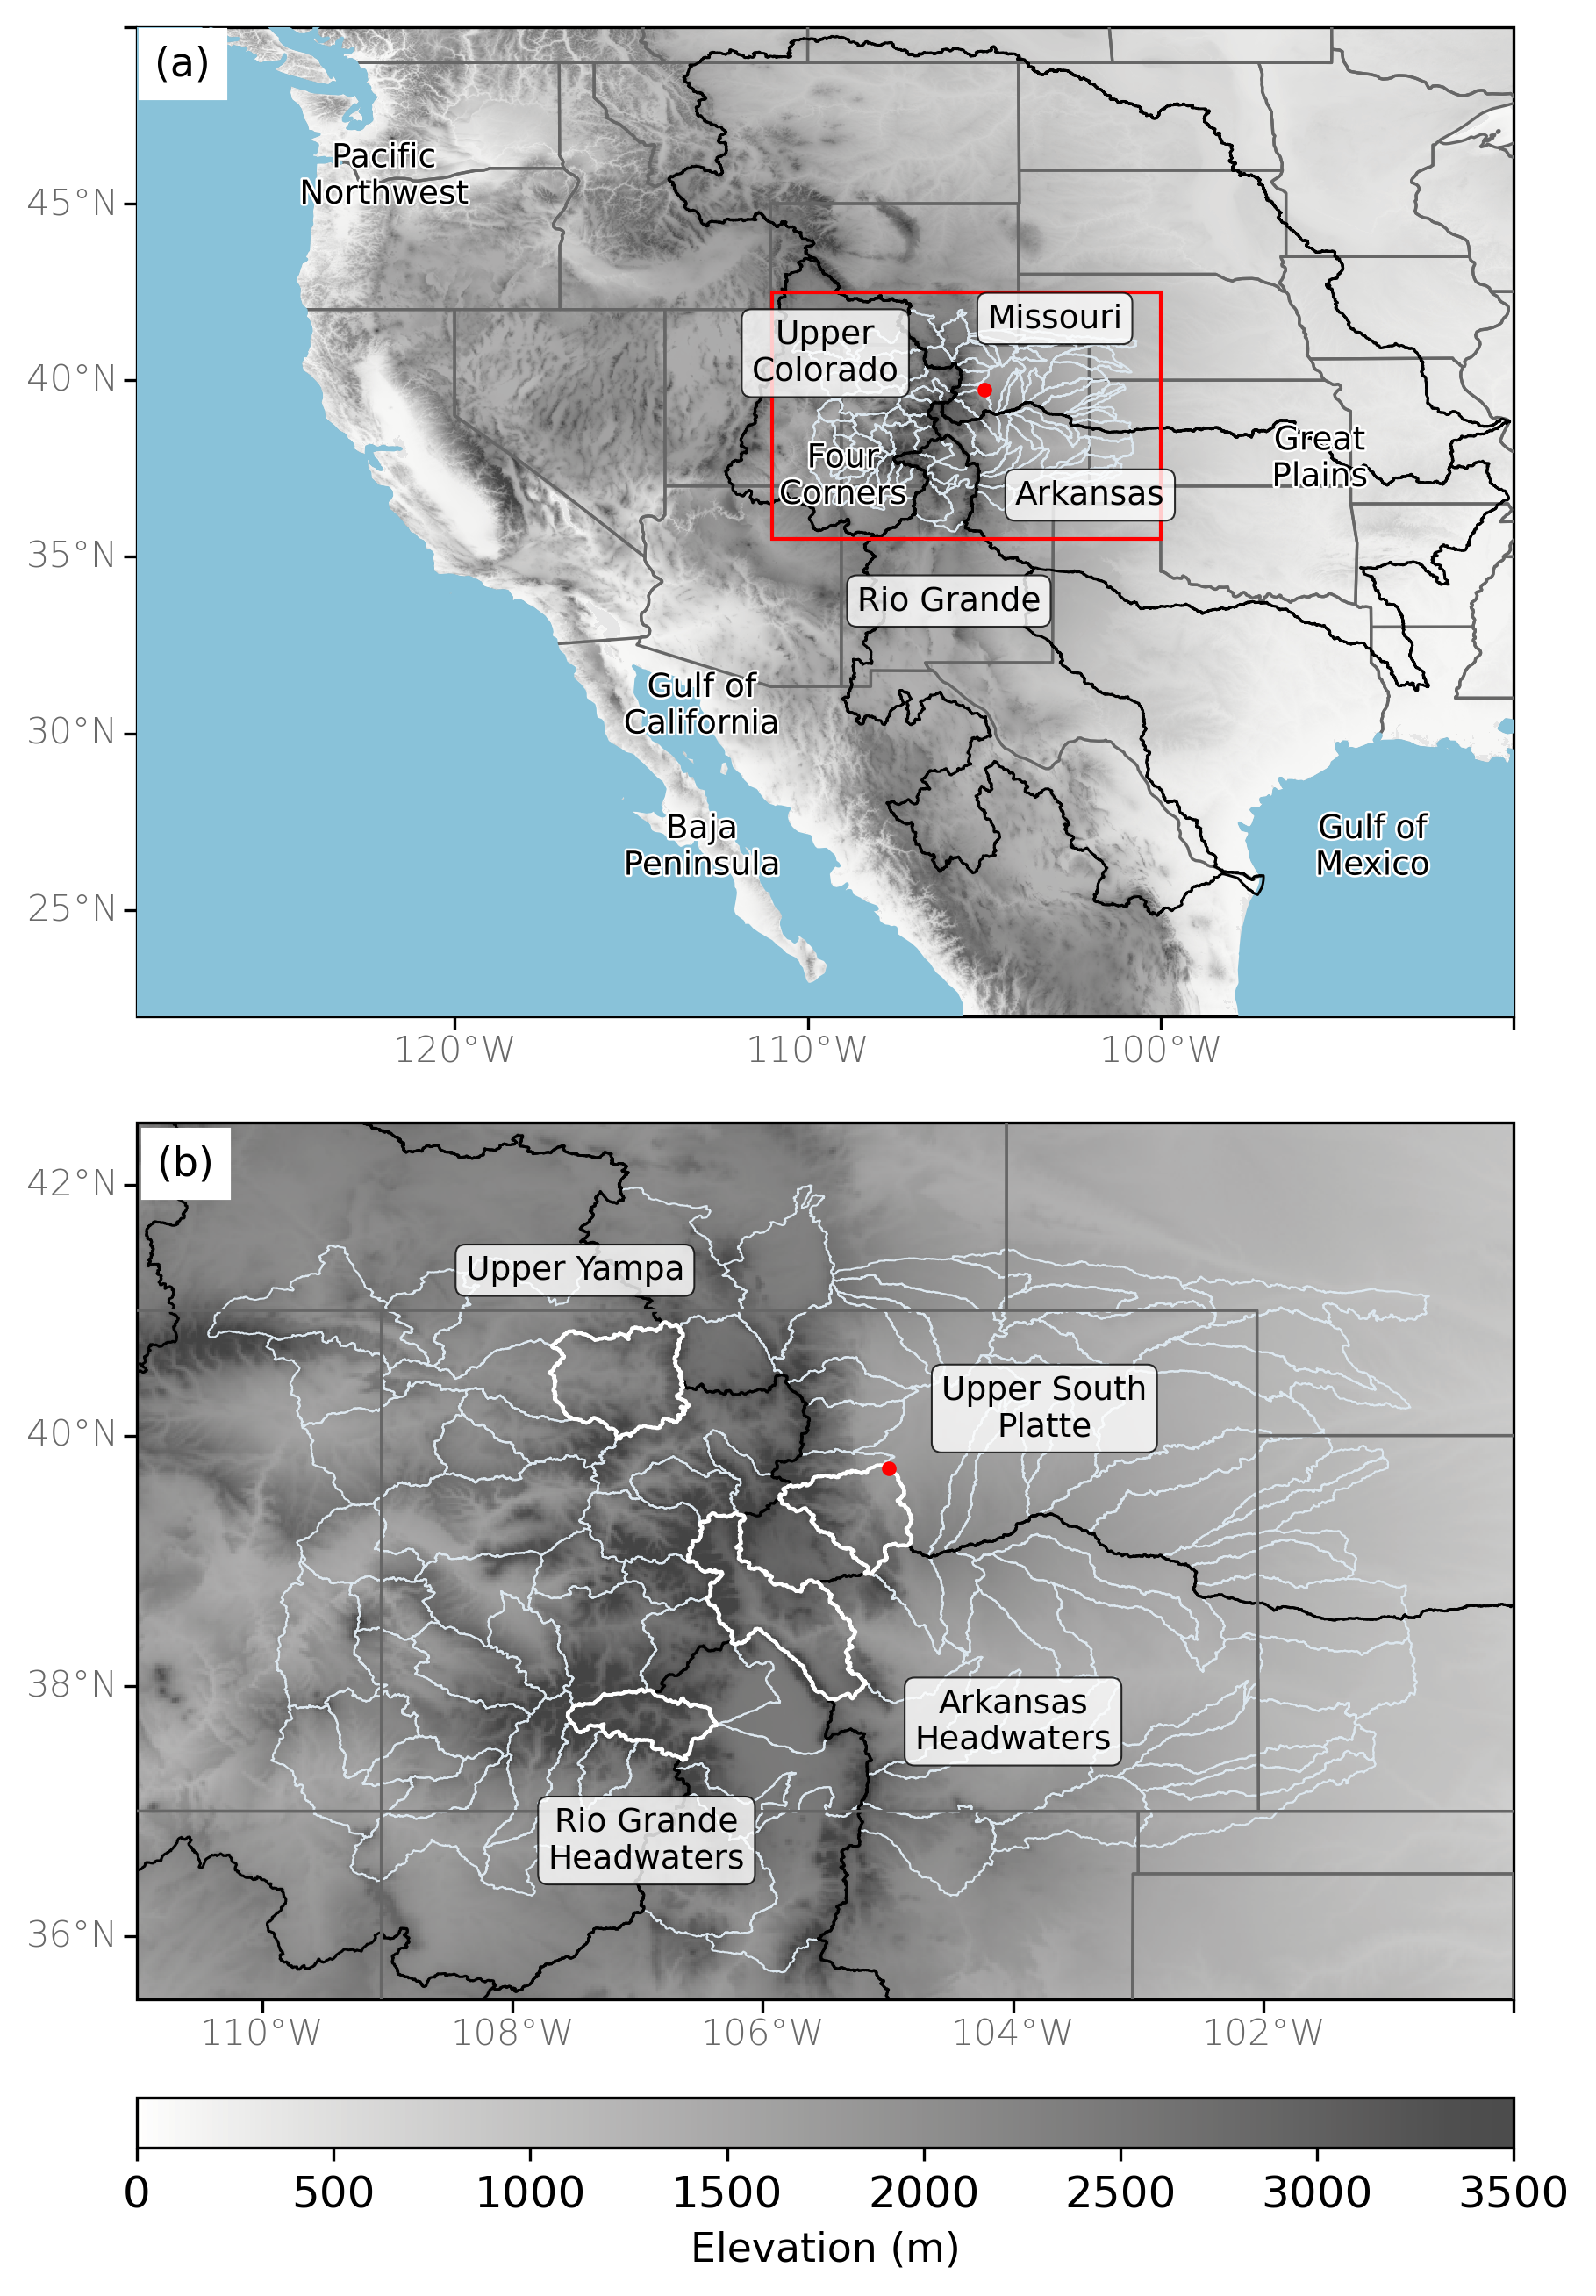 (a)
Pacific
Northwest
45°N
Missouri
Upper
Colorado
40°N
Great
Plains
Four
Corners
Arkansas
35°N
Rio Grande
Gulf of
California
30°N
Baja
Peninsula
Gulf of
Mexico
25°N
120°W 110°W 100°W
(b)
42°N
Upper Yampa
Upper South
Platte
40°N
38°N
Arkansas
Headwaters
Rio Grande
Headwaters
36°N
110°W 108°W 106°W 104°W 102°W
0 500 1000 1500 2000 2500 3000 3500
Elevation (m)